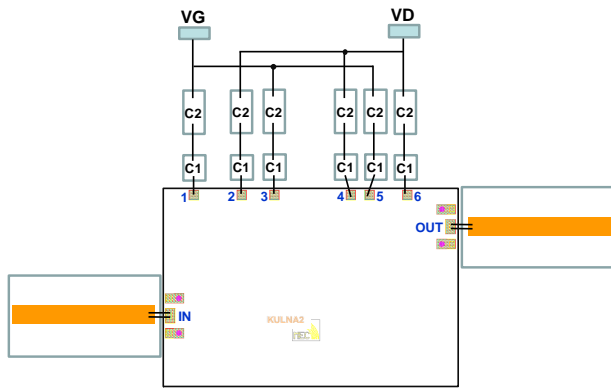 VG VD
C2 C2 C2 C2 C2 C2
C1 C1 C1 C1 C1 C1
1 2 3 4 5 6
OUT
IN
KULNA2